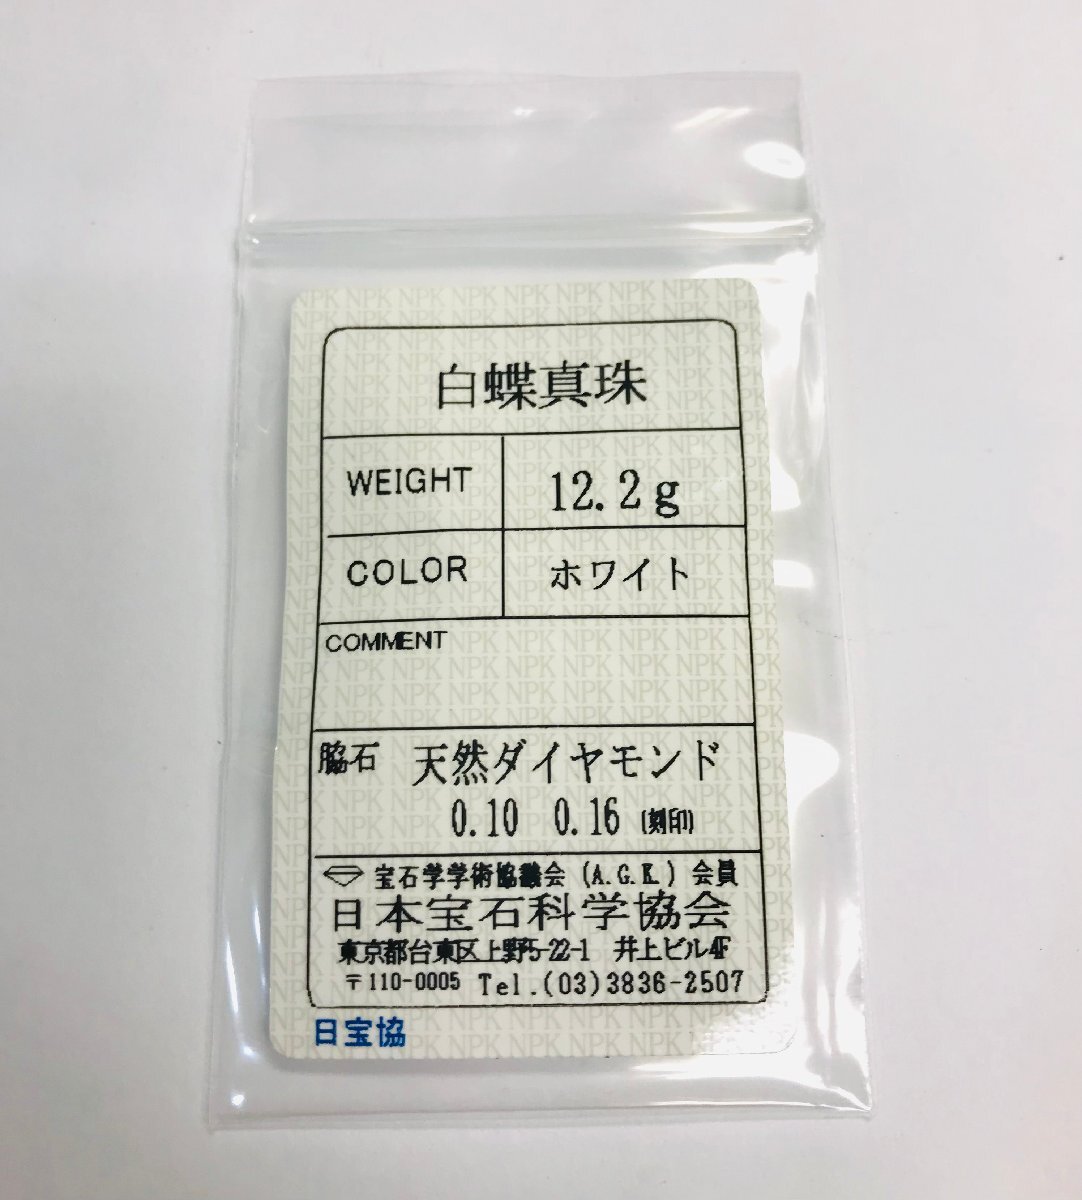 白蝶真珠
WEIGHT 12.2g
COLOR ホワイト
COMMENT
脇石 天然ダイヤモンド
0.10 0.16 (刻印)
宝石学学術協議会 (A.G.K.) 会員
日本宝石科学協会
東京都台東区上野5-22-1 井上ビル4F
〒110-0005 Tel.(03)3836-2507
日宝協